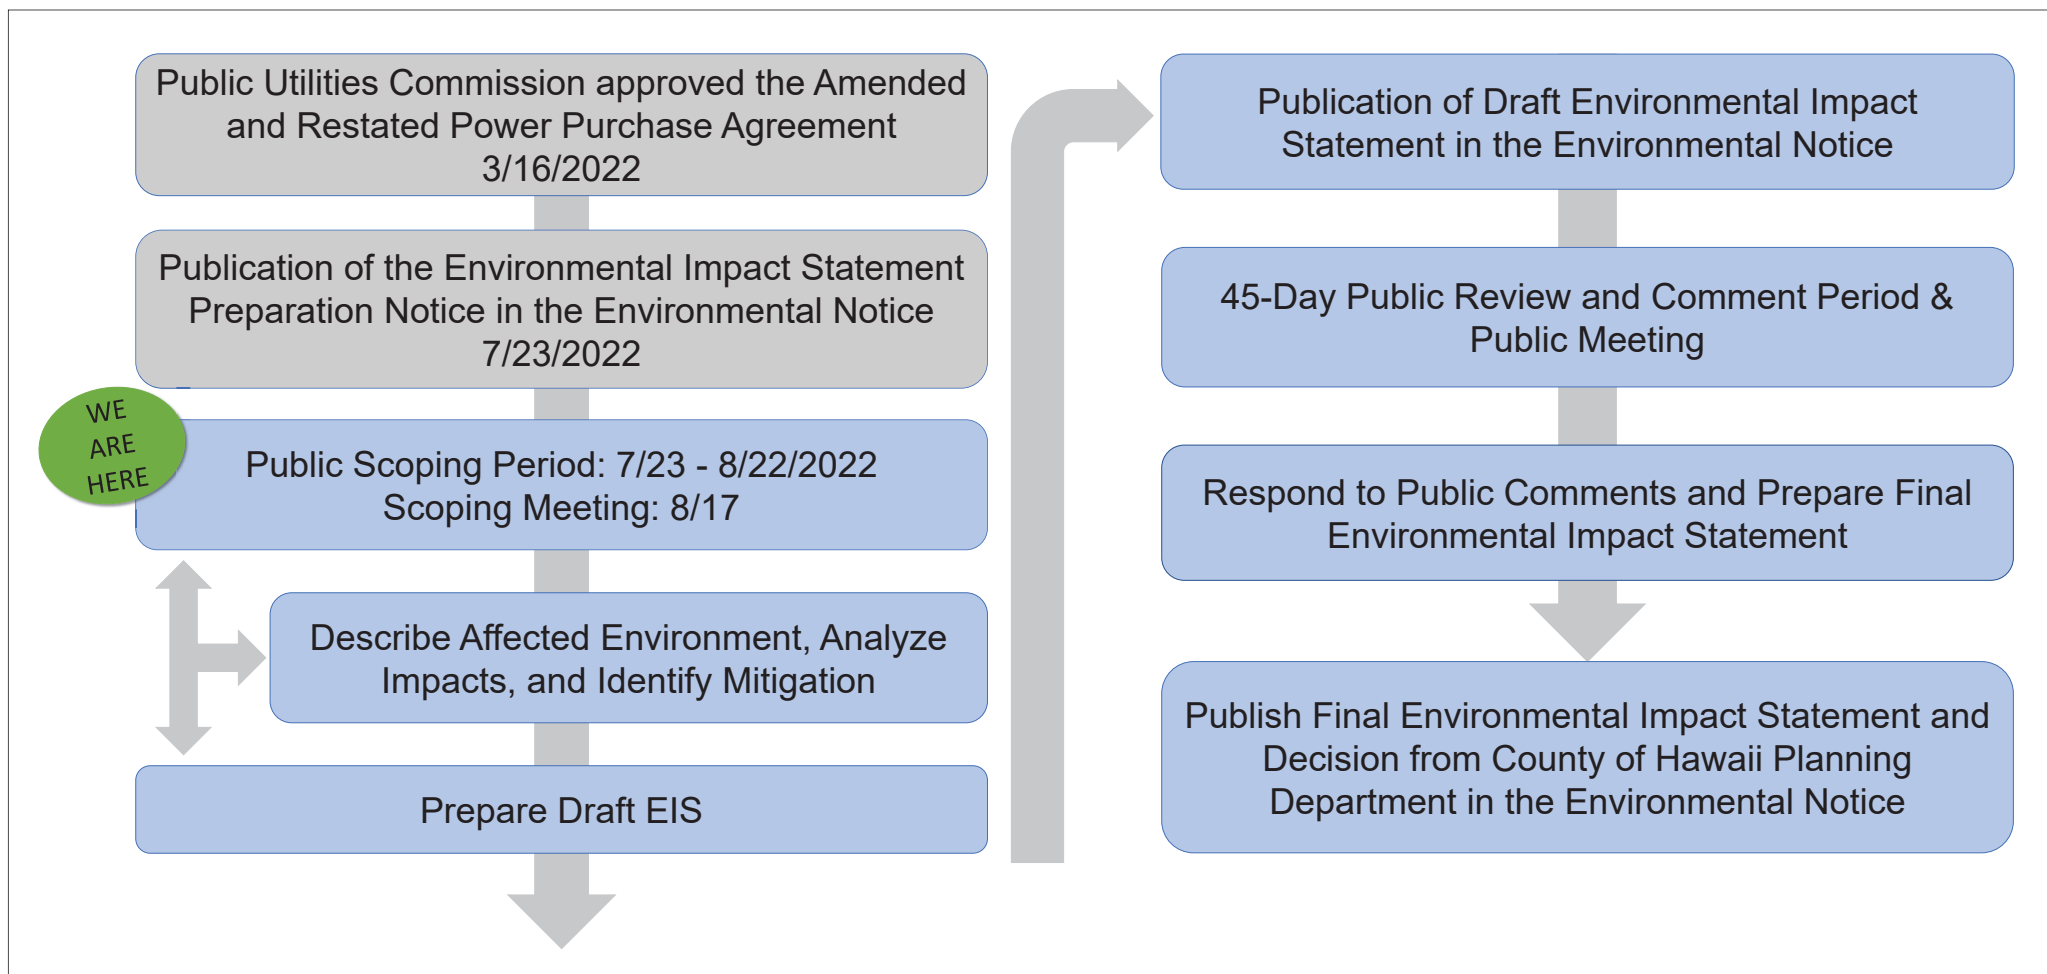 Public Utilities Commission approved the Amended
and Restated Power Purchase Agreement
3/16/2022
Publication of the Environmental Impact Statement
Preparation Notice in the Environmental Notice
7/23/2022
WE
ARE
HERE
Public Scoping Period: 7/23 - 8/22/2022
Scoping Meeting: 8/17
Describe Affected Environment, Analyze
Impacts, and Identify Mitigation
Prepare Draft EIS
Publication of Draft Environmental Impact
Statement in the Environmental Notice
45-Day Public Review and Comment Period &
Public Meeting
Respond to Public Comments and Prepare Final
Environmental Impact Statement
Publish Final Environmental Impact Statement and
Decision from County of Hawaii Planning
Department in the Environmental Notice